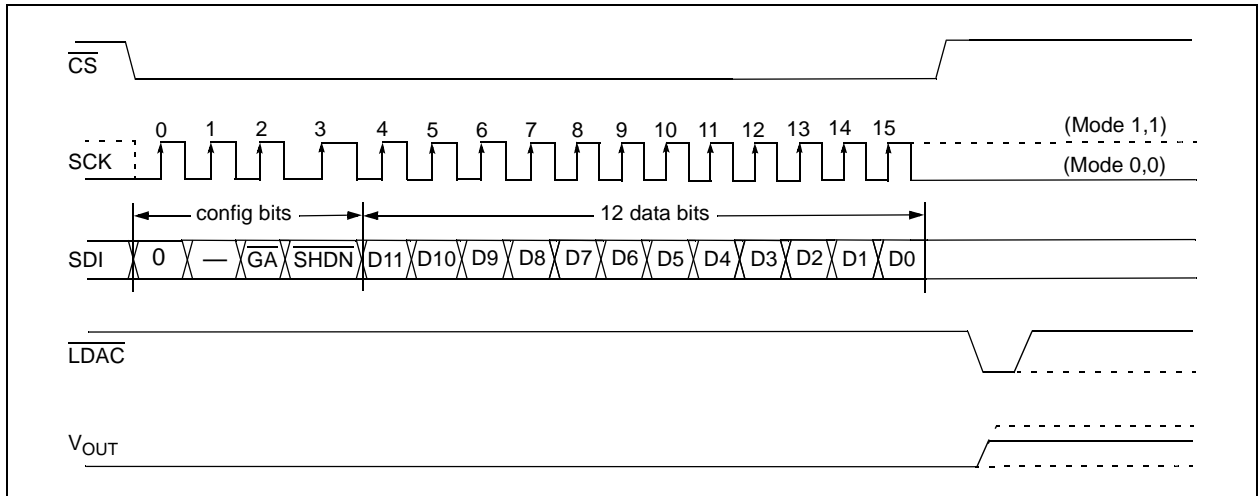 CS
0 1 2 3 4 5 6 7 8 9 10 11 12 13 14 15
(Mode 1,1)
SCK
(Mode 0,0)
config bits
12 data bits
SDI
0 — GA SHDN D11 D10 D9 D8 D7 D6 D5 D4 D3 D2 D1 D0
LDAC
VOUT